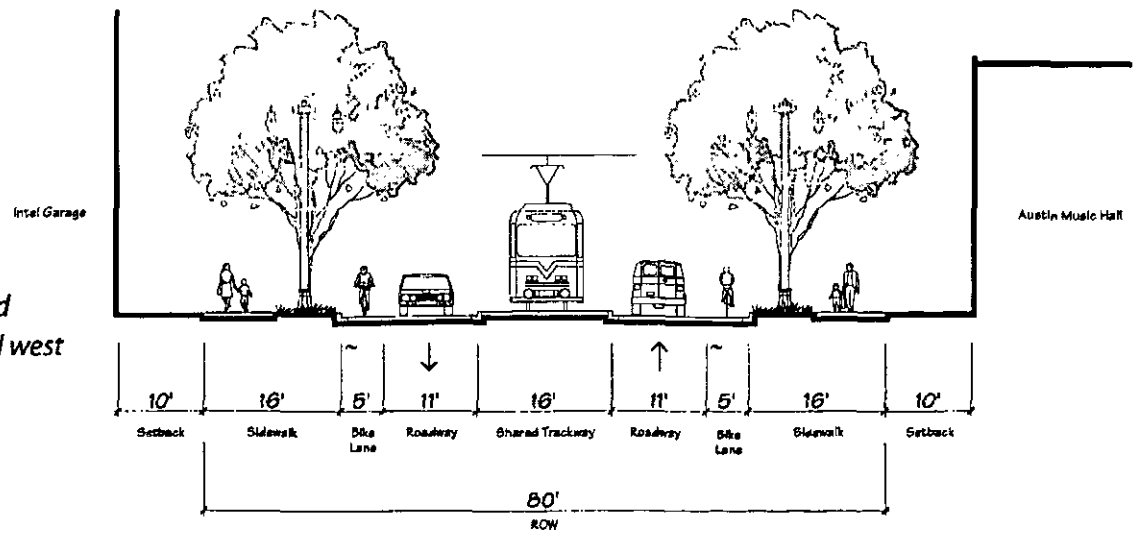 Intel Garage
Austin Music Hall
d
west
10' 16' 5' 11' 16' 11' 5' 16' 10'
Setback Sidewalk Bike Lane Roadway Shared Trackway Roadway Bike Lane Sidewalk Setback
80'
ROW